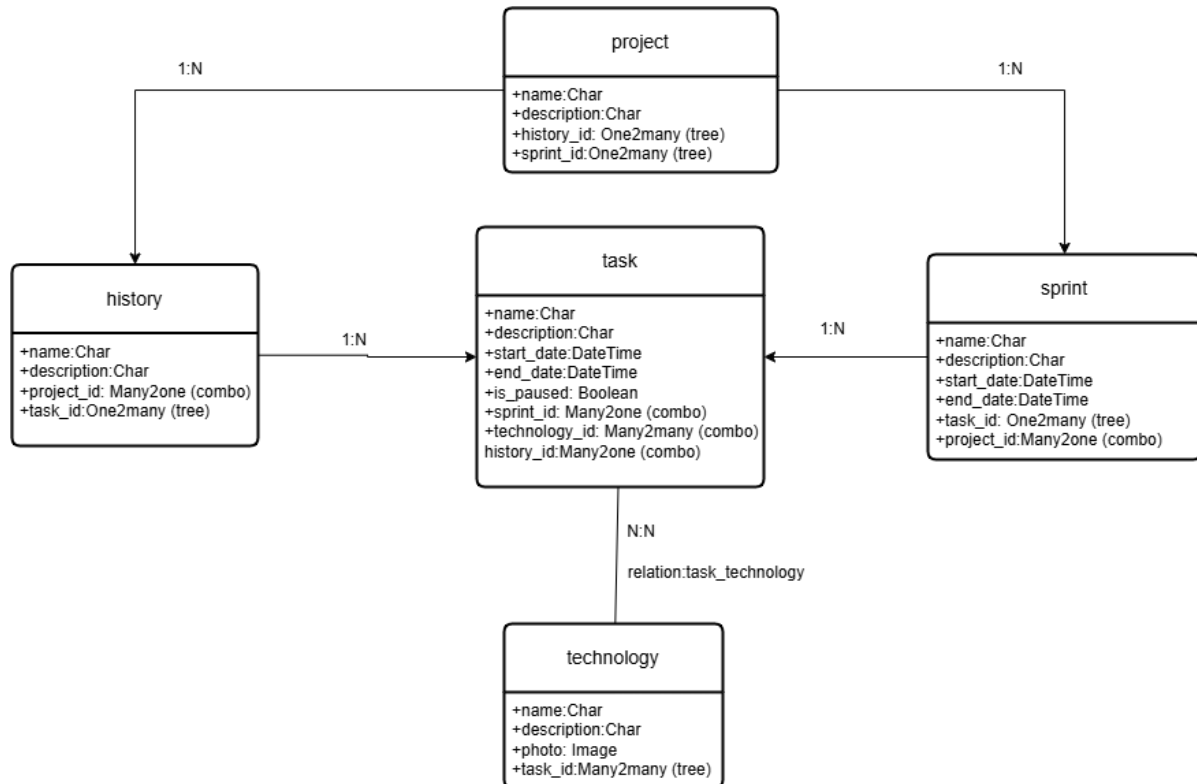 project
+name:Char
+description:Char
+history_id: One2many (tree)
+sprint_id:One2many (tree)
1:N
1:N
history
+name:Char
+description:Char
+project_id: Many2one (combo)
+task_id:One2many (tree)
1:N
task
+name:Char
+description:Char
+start_date:DateTime
+end_date:DateTime
+is_paused: Boolean
+sprint_id: Many2one (combo)
+technology_id: Many2many (combo)
history_id:Many2one (combo)
1:N
sprint
+name:Char
+description:Char
+start_date:DateTime
+end_date:DateTime
+task_id: One2many (tree)
+project_id:Many2one (combo)
N:N
relation:task_technology
technology
+name:Char
+description:Char
+photo: Image
+task_id:Many2many (tree)